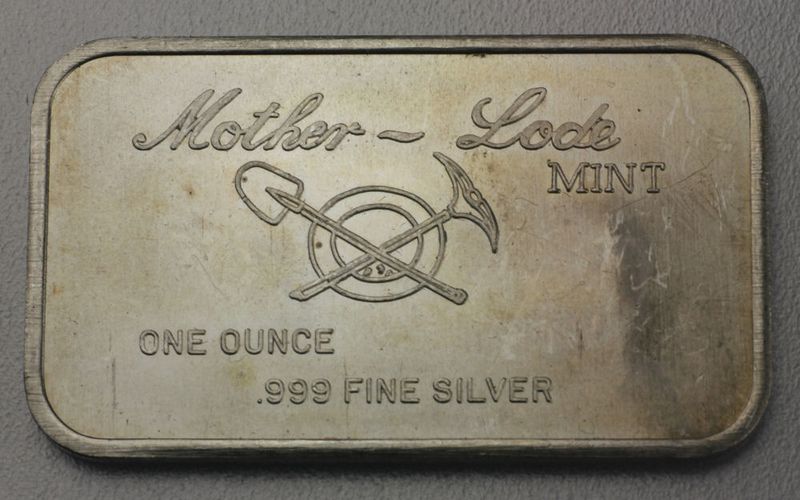 Mother - Lode
MINT
ONE OUNCE
.999 FINE SILVER